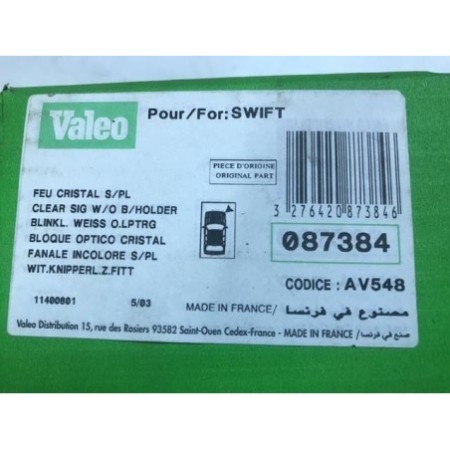 Valeo
Pour/For: SWIFT
PIECE D'ORIGINE
ORIGINAL PART
FEU CRISTAL S/PL
CLEAR SIG W/O B/HOLDER
BLINKL. WEISS O.LPTRG
BLOQUE OPTICO CRISTAL
FANALE INCOLORE S/PL
WIT.KNIPPERL.Z.FITT
3 276420 873846
087384
CODICE : AV548
11400801 5/03
MADE IN FRANCE/ مصنوع في فرنسا
Valeo Distribution 15, rue des Rosiers 93582 Saint-Ouen Cedex-France - MADE IN FRANCE / صنع في فرنسا